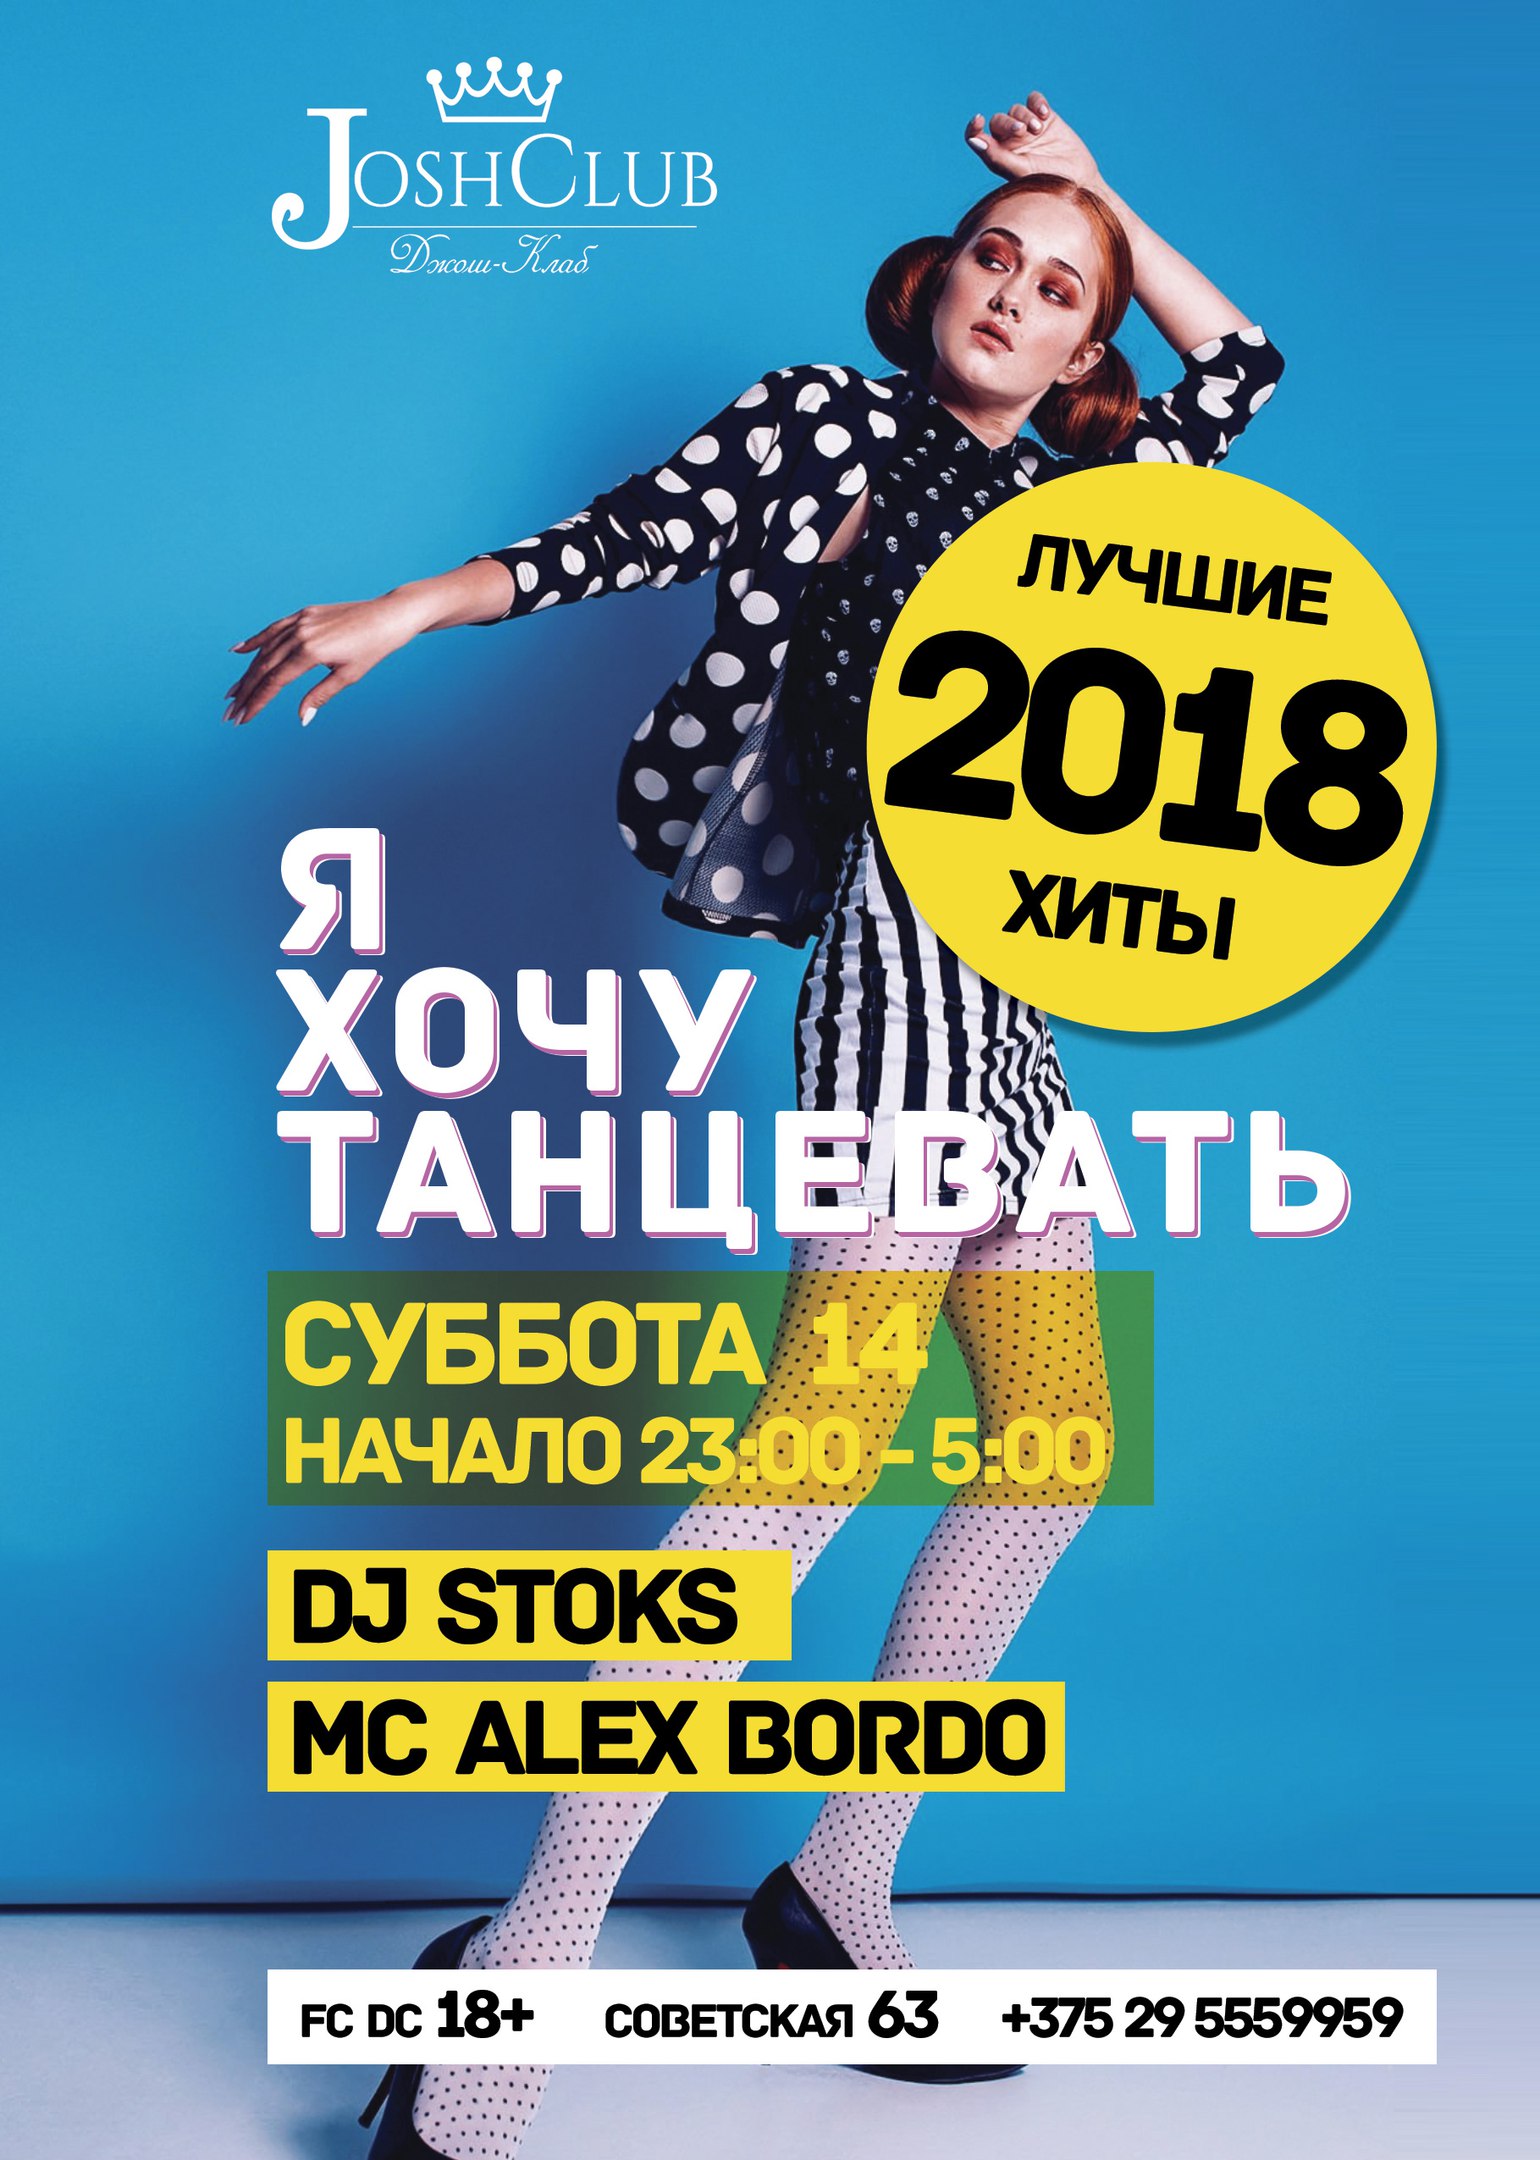 JoshClub
Джош-Клаб
ЛУЧШИЕ
2018
ХИТЫ
Я
ХОЧУ
ТАНЦЕВАТЬ
СУББОТА 14
НАЧАЛО 23:00 - 5:00
DJ STOKS
MC ALEX BORDO
FC DC 18+ СОВЕТСКАЯ 63 +375 29 5559959